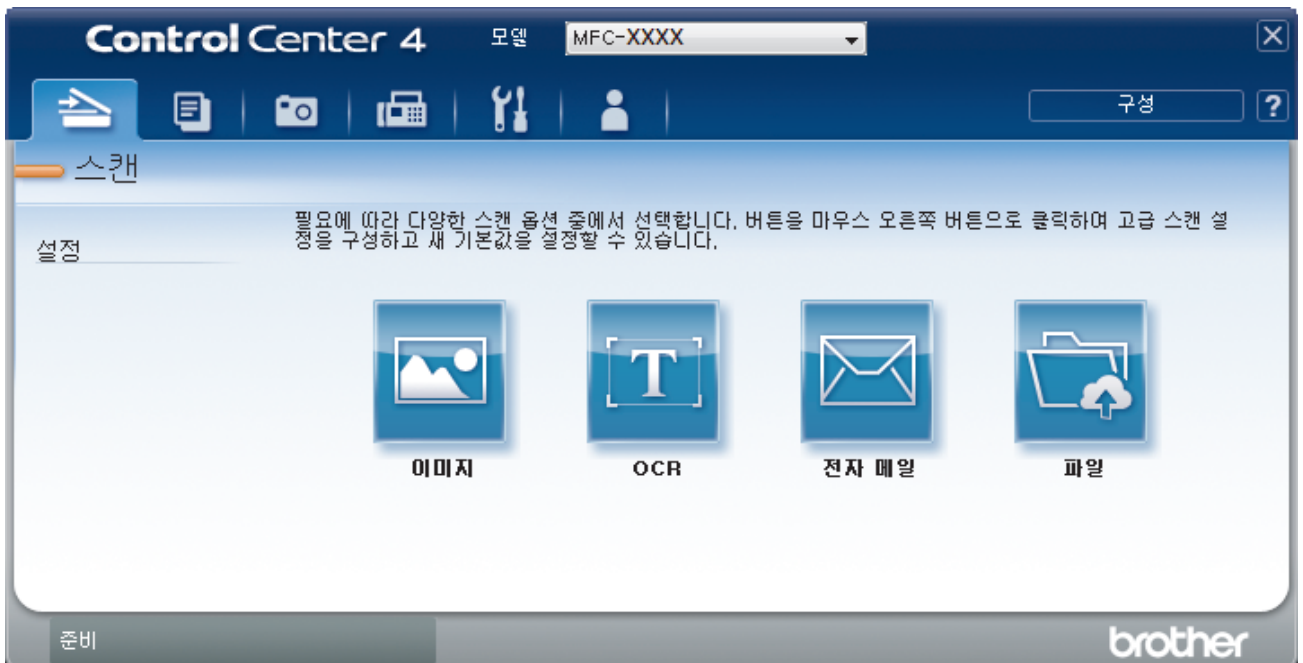 Control Center 4 모델 MFC-XXXX
구성 ?
스캔
설정
필요에 따라 다양한 스캔 옵션 중에서 선택합니다. 버튼을 마우스 오른쪽 버튼으로 클릭하여 고급 스캔 설
정을 구성하고 새 기본값을 설정할 수 있습니다.
T
이미지 OCR 전자 메일 파일
준비 brother